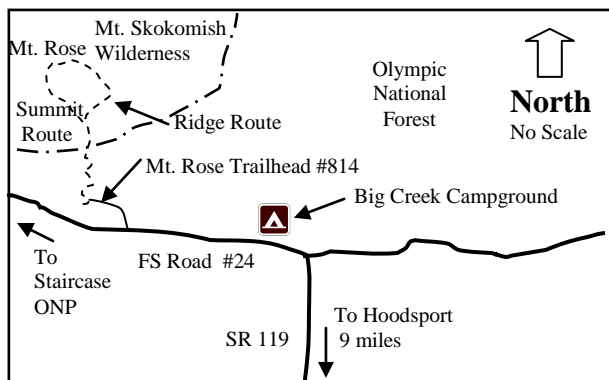 Mt. Skokomish
Wilderness
Mt. Rose
Olympic
National
Forest
North
No Scale
Summit
Route
Ridge Route
Mt. Rose Trailhead #814
Big Creek Campground
To
Staircase
ONP
FS Road #24
SR 119
To Hoodsport
9 miles